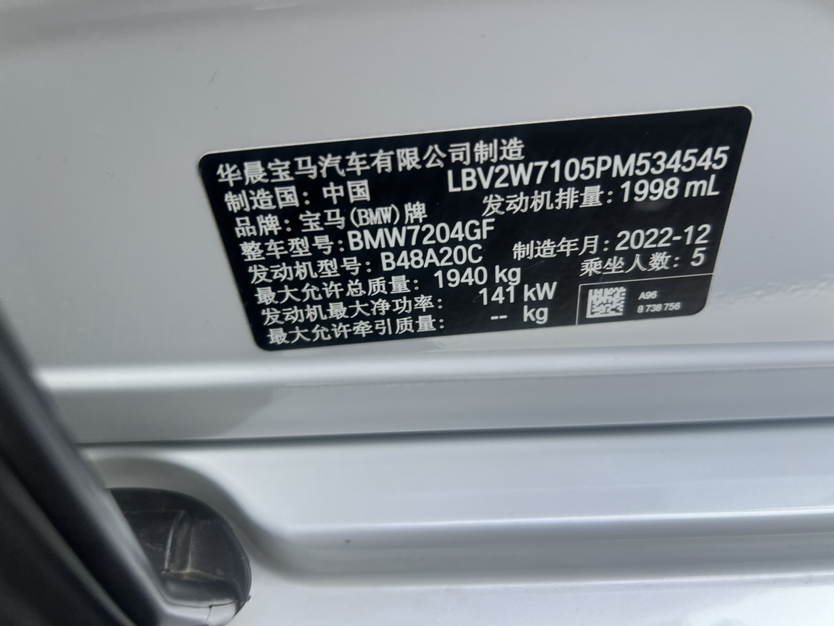 华晨宝马汽车有限公司制造
制造国: 中国 LBV2W7105PM534545
品牌: 宝马(BMW)牌 发动机排量: 1998 mL
整车型号: BMW7204GF
发动机型号: B48A20C 制造年月: 2022-12
最大允许总质量: 1940 kg 乘坐人数: 5
发动机最大净功率: 141 kW
最大允许牵引质量: -- kg
A96
8 738 756